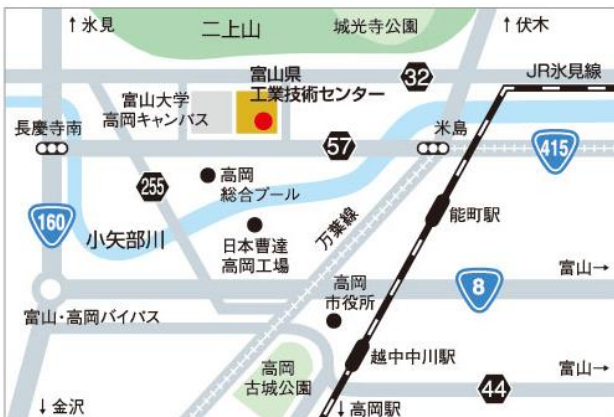 ↑氷見
二上山
城光寺公園
↑伏木
富山県
工業技術センター
32
JR氷見線
富山大学
高岡キャンパス
長慶寺南
57
米島
415
255
高岡
総合プール
160
小矢部川
日本曹達
高岡工場
万葉線
能町駅
富山→
8
高岡
市役所
富山・高岡バイパス
越中中川駅
高岡
古城公園
富山→
44
↓金沢
↓高岡駅